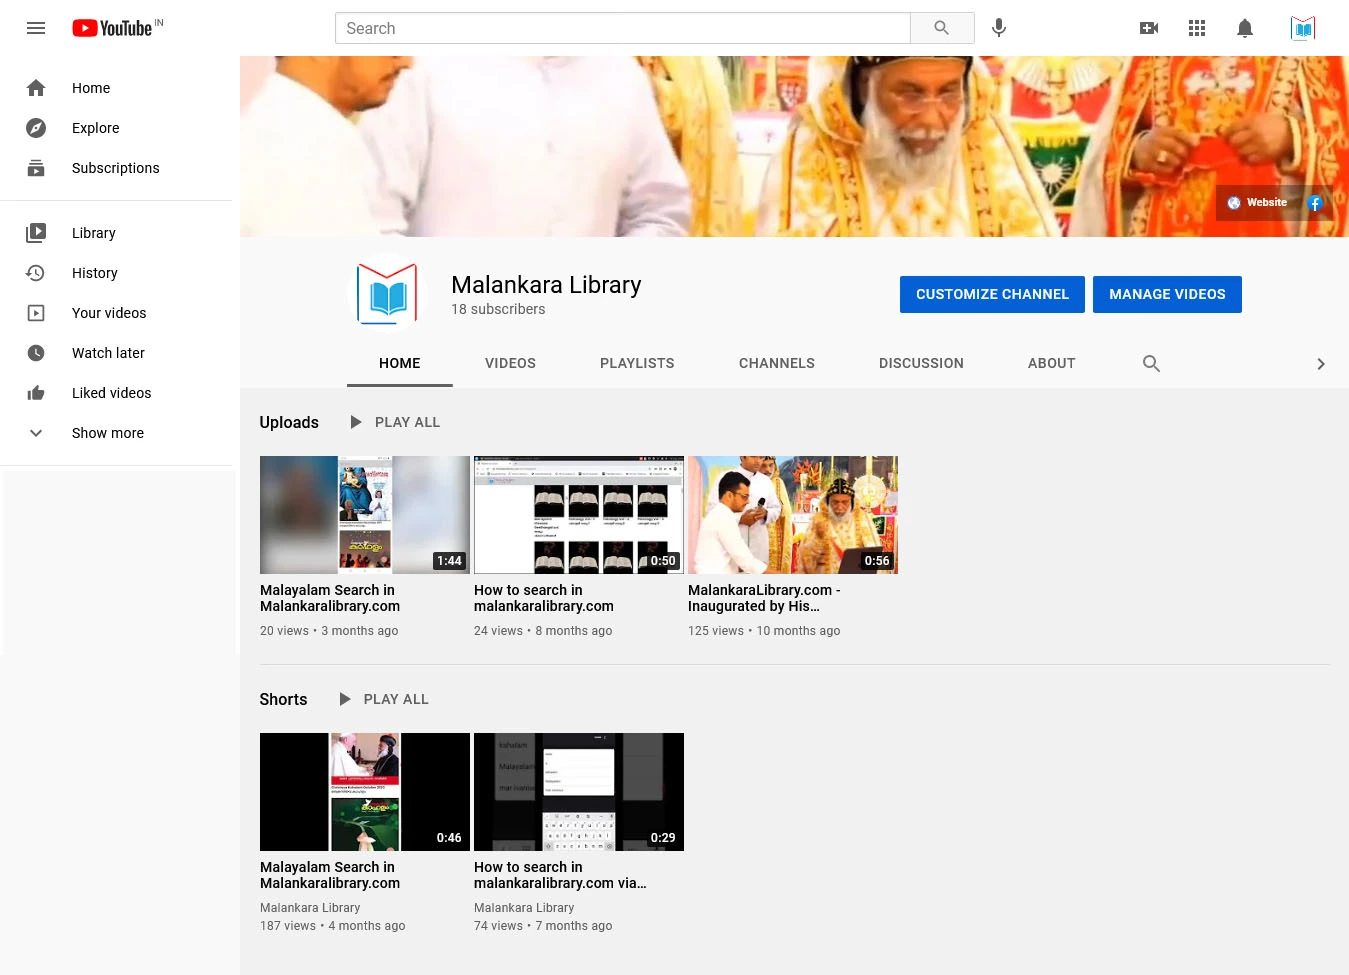 YouTube IN
Search
Home
Explore
Subscriptions
Library
History
Your videos
Watch later
Liked videos
Show more
Website
Malankara Library
18 subscribers
CUSTOMIZE CHANNEL
MANAGE VIDEOS
HOME VIDEOS PLAYLISTS CHANNELS DISCUSSION ABOUT
Uploads PLAY ALL
1:44
0:50
0:56
Malayalam Search in
Malankaralibrary.com
20 views • 3 months ago
How to search in
malankaralibrary.com
24 views • 8 months ago
MalankaraLibrary.com -
Inaugurated by His…
125 views • 10 months ago
Shorts PLAY ALL
kshalam
Malayalam
mar ivanios
0:46
0:29
Malayalam Search in
Malankaralibrary.com
Malankara Library
187 views • 4 months ago
How to search in
malankaralibrary.com via…
Malankara Library
74 views • 7 months ago